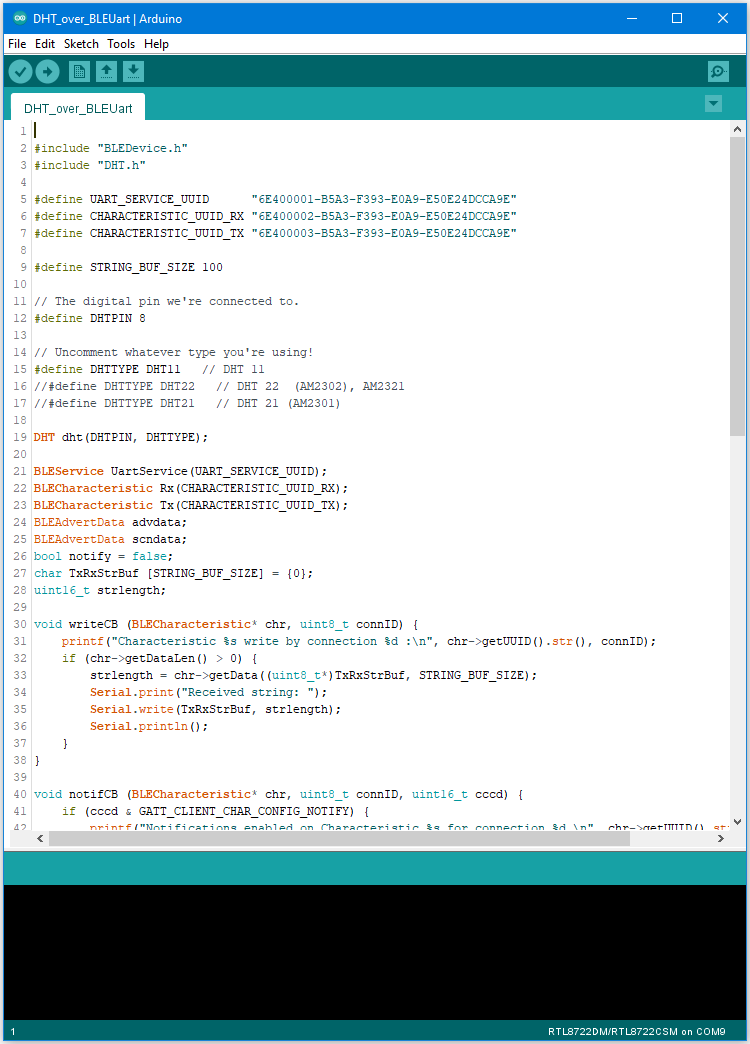 DHT_over_BLEUart | Arduino
File Edit Sketch Tools Help
DHT_over_BLEUart
1
2 #include "BLEDevice.h"
3 #include "DHT.h"
4
5 #define UART_SERVICE_UUID      "6E400001-B5A3-F393-E0A9-E50E24DCCA9E"
6 #define CHARACTERISTIC_UUID_RX "6E400002-B5A3-F393-E0A9-E50E24DCCA9E"
7 #define CHARACTERISTIC_UUID_TX "6E400003-B5A3-F393-E0A9-E50E24DCCA9E"
8
9 #define STRING_BUF_SIZE 100
10
11 // The digital pin we're connected to.
12 #define DHTPIN 8
13
14 // Uncomment whatever type you're using!
15 #define DHTTYPE DHT11   // DHT 11
16 //#define DHTTYPE DHT22   // DHT 22  (AM2302), AM2321
17 //#define DHTTYPE DHT21   // DHT 21 (AM2301)
18
19 DHT dht(DHTPIN, DHTTYPE);
20
21 BLEService UartService(UART_SERVICE_UUID);
22 BLECharacteristic Rx(CHARACTERISTIC_UUID_RX);
23 BLECharacteristic Tx(CHARACTERISTIC_UUID_TX);
24 BLEAdvertData advdata;
25 BLEAdvertData scndata;
26 bool notify = false;
27 char TxRxStrBuf [STRING_BUF_SIZE] = {0};
28 uint16_t strlength;
29
30 void writeCB (BLECharacteristic* chr, uint8_t connID) {
31     printf("Characteristic %s write by connection %d :\n", chr->getUUID().str(), connID);
32     if (chr->getDataLen() > 0) {
33         strlength = chr->getData((uint8_t*)TxRxStrBuf, STRING_BUF_SIZE);
34         Serial.print("Received string: ");
35         Serial.write(TxRxStrBuf, strlength);
36         Serial.println();
37     }
38 }
39
40 void notifCB (BLECharacteristic* chr, uint8_t connID, uint16_t cccd) {
41     if (cccd & GATT_CLIENT_CHAR_CONFIG_NOTIFY) {
42         printf("Notifications enabled on Characteristic %s for connection %d \n", chr->getUUID().st
1
RTL8722DM/RTL8722CSM on COM9